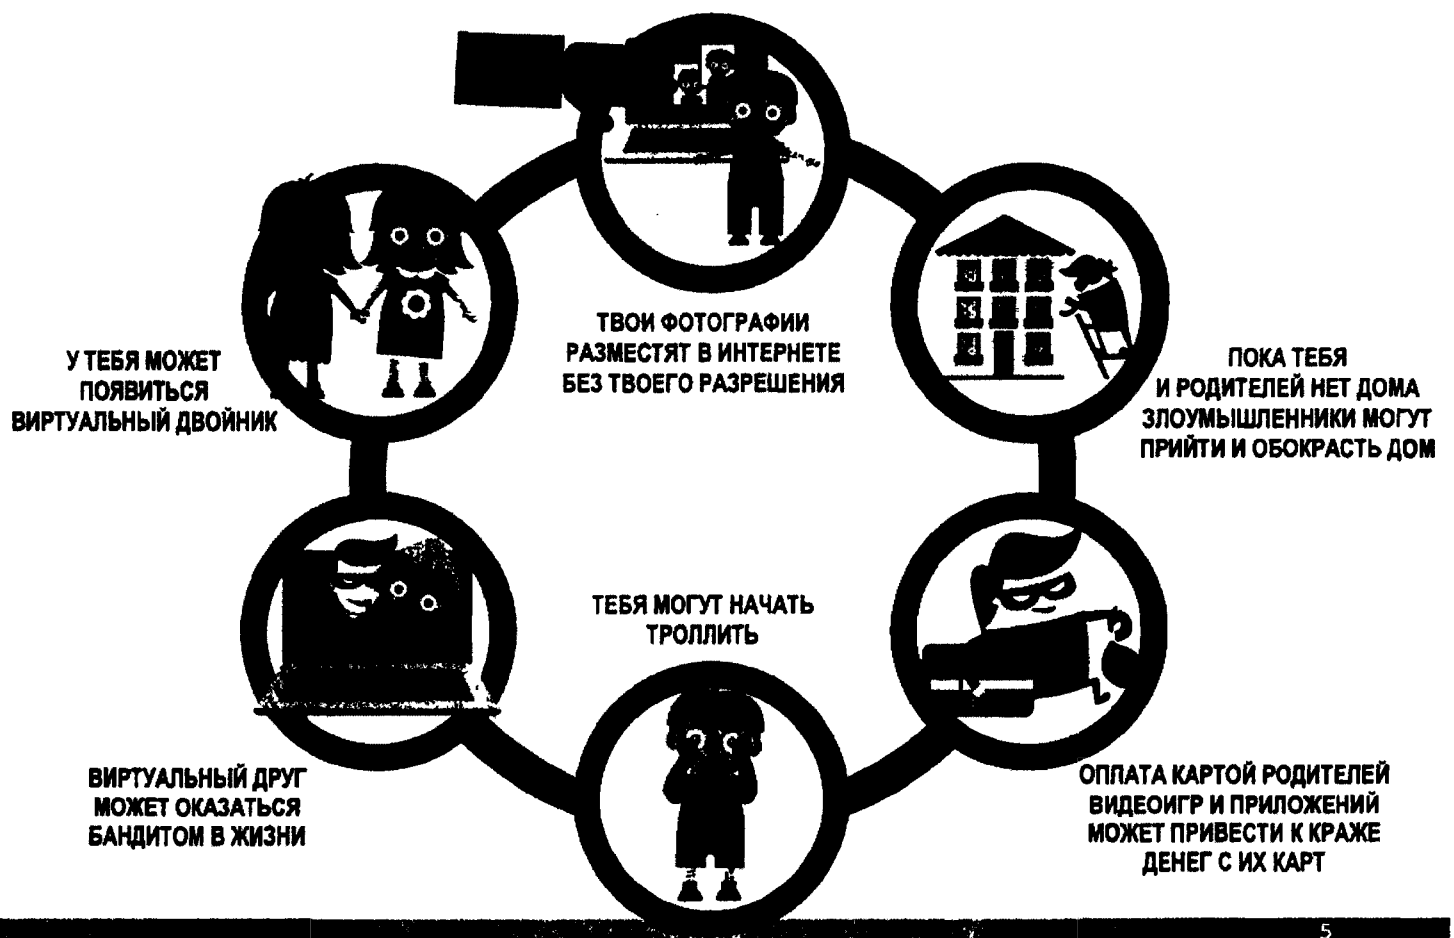 ТВОИ ФОТОГРАФИИ
РАЗМЕСТЯТ В ИНТЕРНЕТЕ
БЕЗ ТВОЕГО РАЗРЕШЕНИЯ
ПОКА ТЕБЯ
И РОДИТЕЛЕЙ НЕТ ДОМА
ЗЛОУМЫШЛЕННИКИ МОГУТ
ПРИЙТИ И ОБОКРАСТЬ ДОМ
ОПЛАТА КАРТОЙ РОДИТЕЛЕЙ
ВИДЕОИГР И ПРИЛОЖЕНИЙ
МОЖЕТ ПРИВЕСТИ К КРАЖЕ
ДЕНЕГ С ИХ КАРТ
ТЕБЯ МОГУТ НАЧАТЬ
ТРОЛЛИТЬ
ВИРТУАЛЬНЫЙ ДРУГ
МОЖЕТ ОКАЗАТЬСЯ
БАНДИТОМ В ЖИЗНИ
У ТЕБЯ МОЖЕТ
ПОЯВИТЬСЯ
ВИРТУАЛЬНЫЙ ДВОЙНИК
5